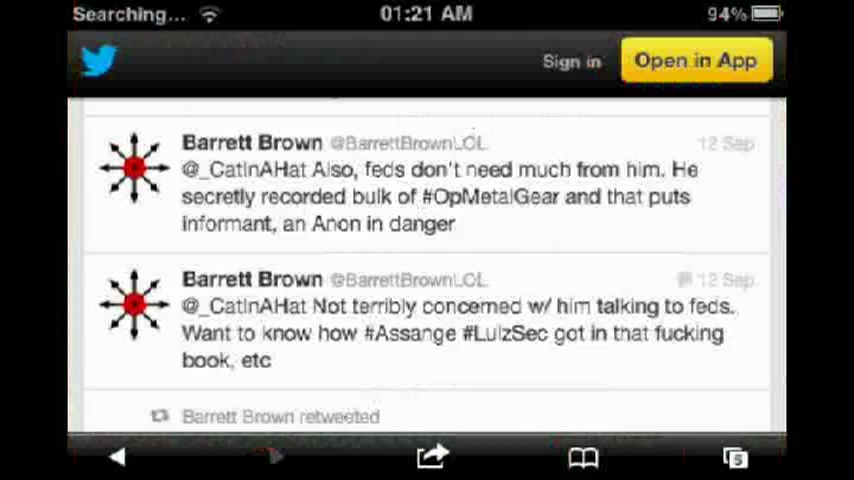 Searching... 01:21 AM 94%
Sign in Open in App
Barrett Brown @BarrettBrownLOL 12 Sep
@_CatInAHat Also, feds don't need much from him. He
secretly recorded bulk of #OpMetalGear and that puts
informant, an Anon in danger
Barrett Brown @BarrettBrownLOL 12 Sep
@_CatInAHat Not terribly concerned w/ him talking to feds.
Want to know how #Assange #LulzSec got in that fucking
book, etc
Barrett Brown retweeted
5